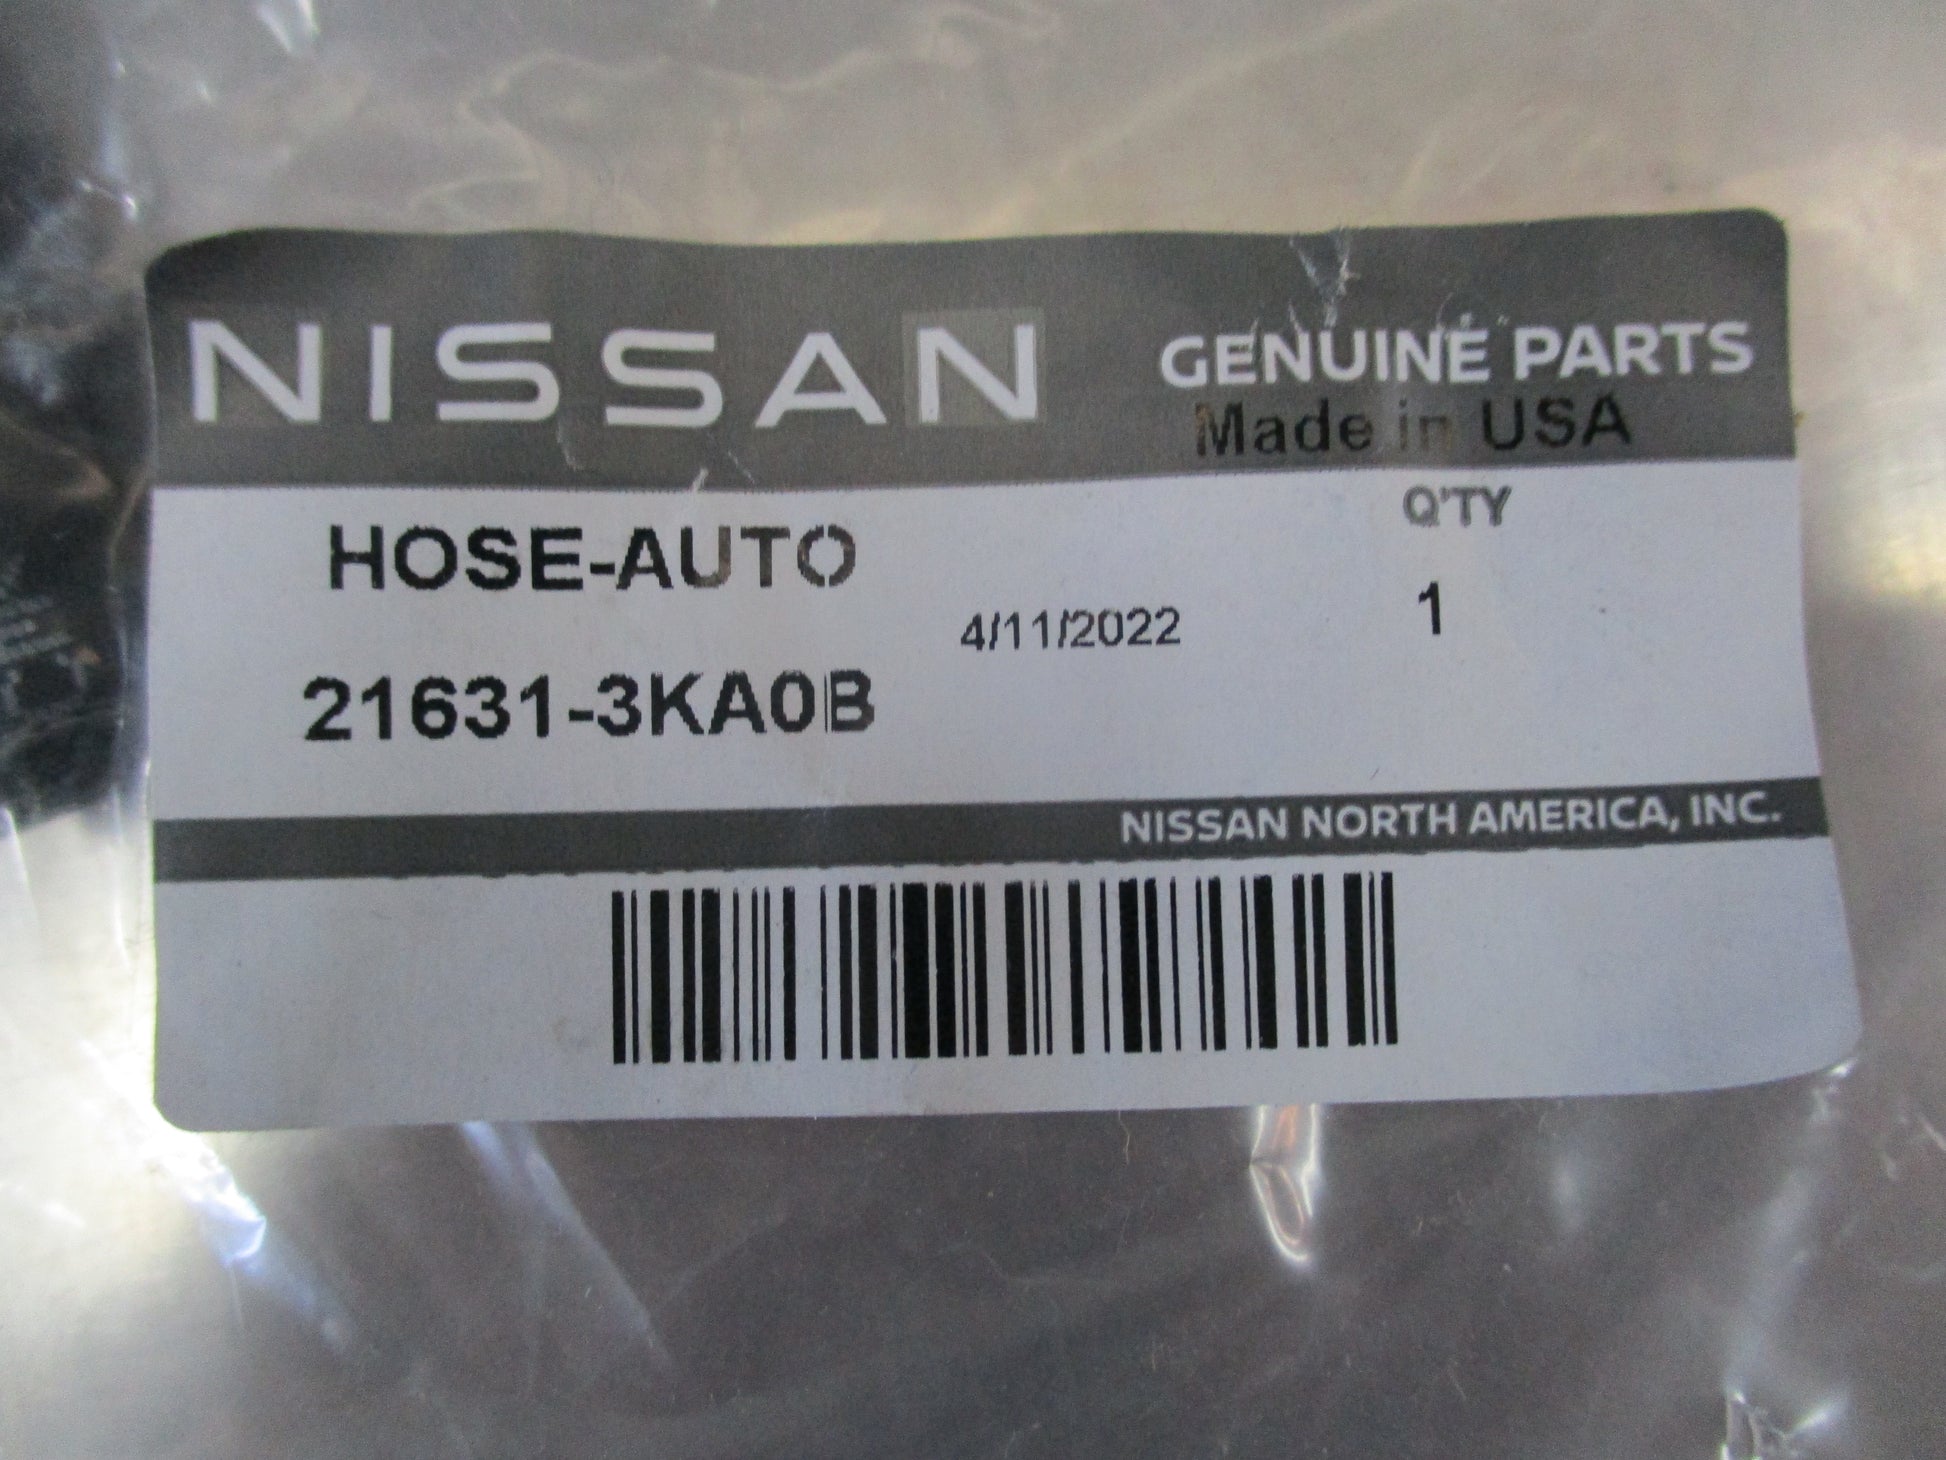 NISSAN GENUINE PARTS
Made in USA
HOSE-AUTO
Q'TY
4/11/2022
1
21631-3KA0B
NISSAN NORTH AMERICA, INC.